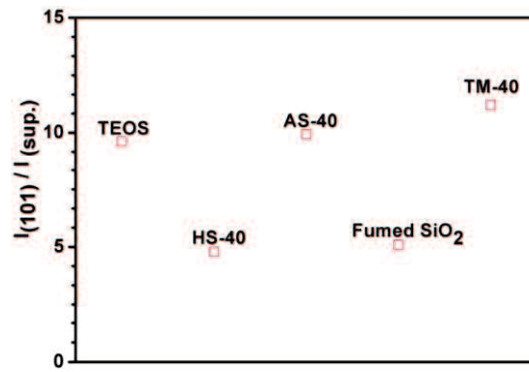 15
TM-40
TEOS
AS-40
10
I(101) / I (sup.)
HS-40
Fumed SiO2
5
0